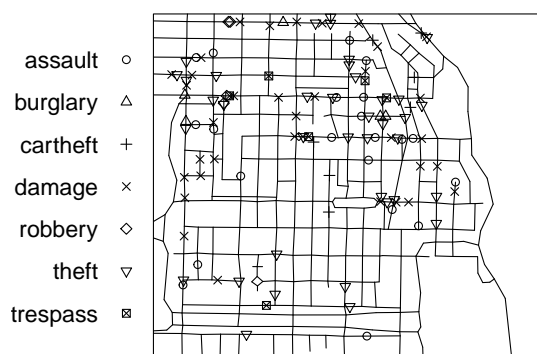 assault
burglary
cartheft
damage
robbery
theft
trespass